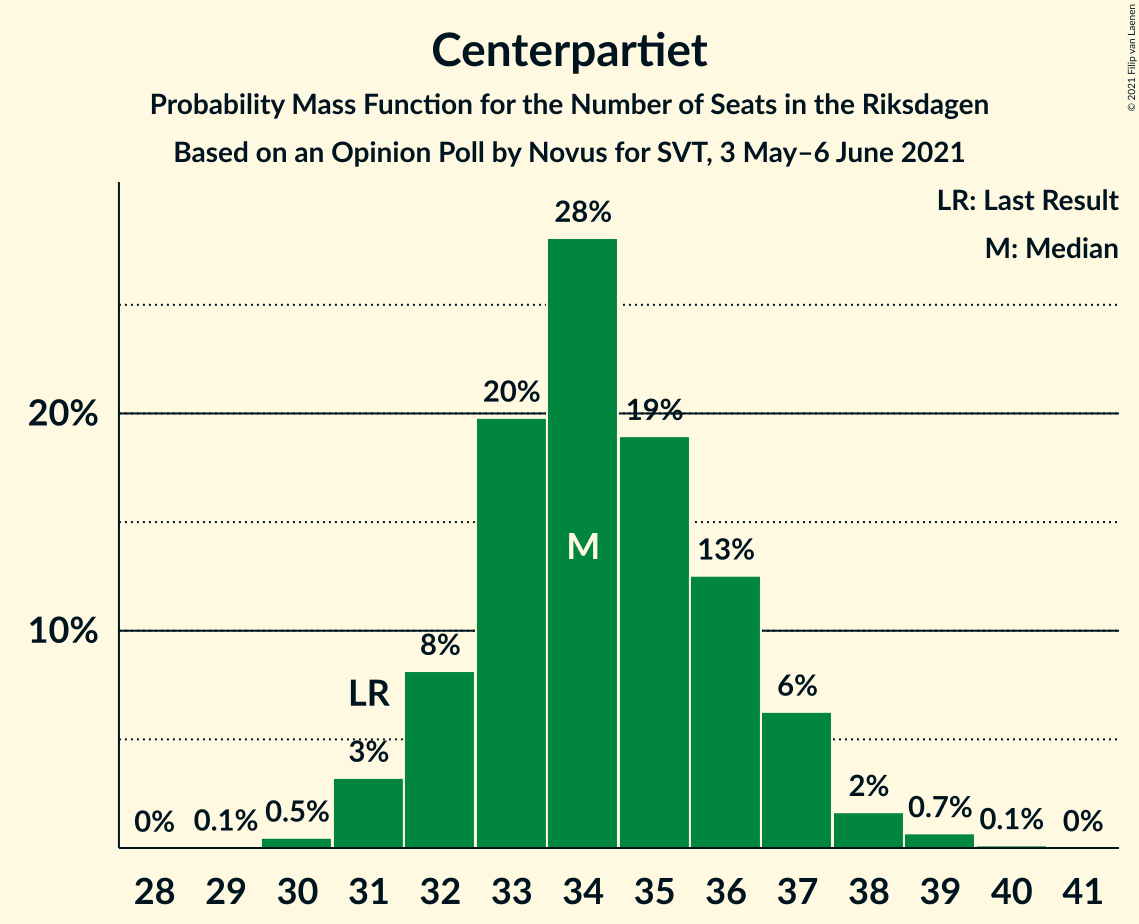 Centerpartiet
Probability Mass Function for the Number of Seats in the Riksdagen
Based on an Opinion Poll by Novus for SVT, 3 May–6 June 2021
© 2021 Filip van Laenen
LR: Last Result
M: Median
28%
20%
20%
19%
M
13%
10%
8%
LR
6%
3%
2%
0%
0.1%
0.5%
0.7%
0.1%
0%
28 29 30 31 32 33 34 35 36 37 38 39 40 41